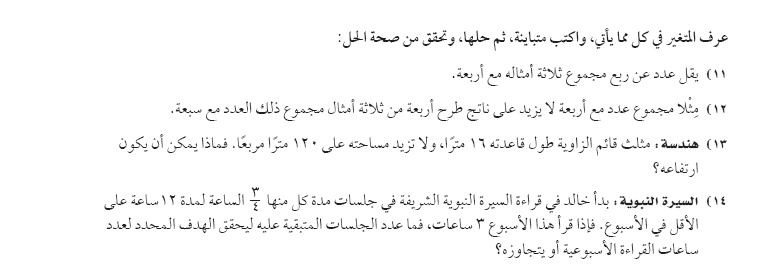 عرف المتغير في كل مما يأتي، واكتب متباينة، ثم حلها، وتحقق من صحة الحل:
١١) يقل عدد عن ربع مجموع ثلاثة أمثاله مع أربعة.
١٢) مِثْلا مجموع عدد مع أربعة لا يزيد على ناتج طرح أربعة من ثلاثة أمثال مجموع ذلك العدد مع سبعة.
١٣) هندسة: مثلث قائم الزاوية طول قاعدته ١٦ مترًا، ولا تزيد مساحته على ١٢٠ مترًا مربعًا. فماذا يمكن أن يكون
ارتفاعه؟
١٤) السيرة النبوية: بدأ خالد في قراءة السيرة النبوية الشريفة في جلسات مدة كل منها ٣/٤ الساعة لمدة ١٢ساعة على
الأقل في الأسبوع. فإذا قرأ هذا الأسبوع ٣ ساعات، فما عدد الجلسات المتبقية عليه ليحقق الهدف المحدد لعدد
ساعات القراءة الأسبوعية أو يتجاوزه؟